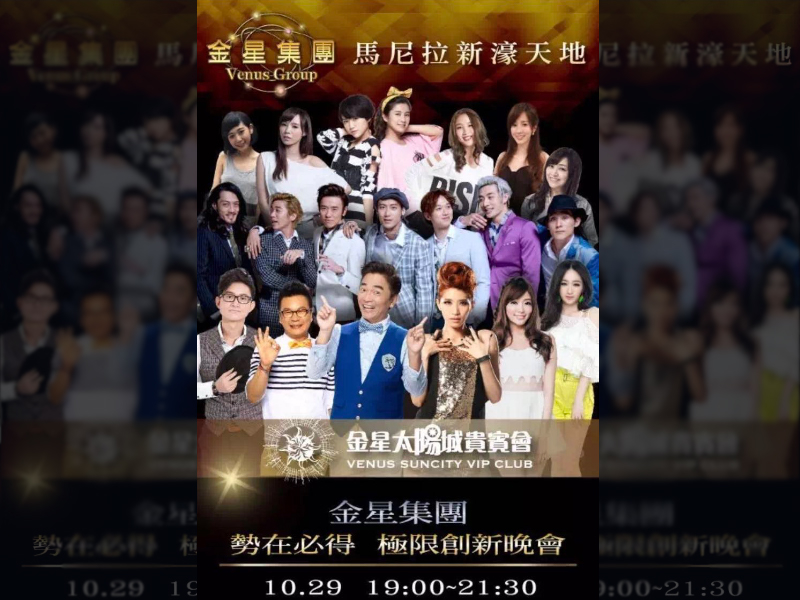 金星集團
Venus Group
馬尼拉新濠天地
RISE
金星太陽城貴賓會
VENUS SUNCITY VIP CLUB
金星集團
勢在必得 極限創新晚會
10.29 19:00~21:30